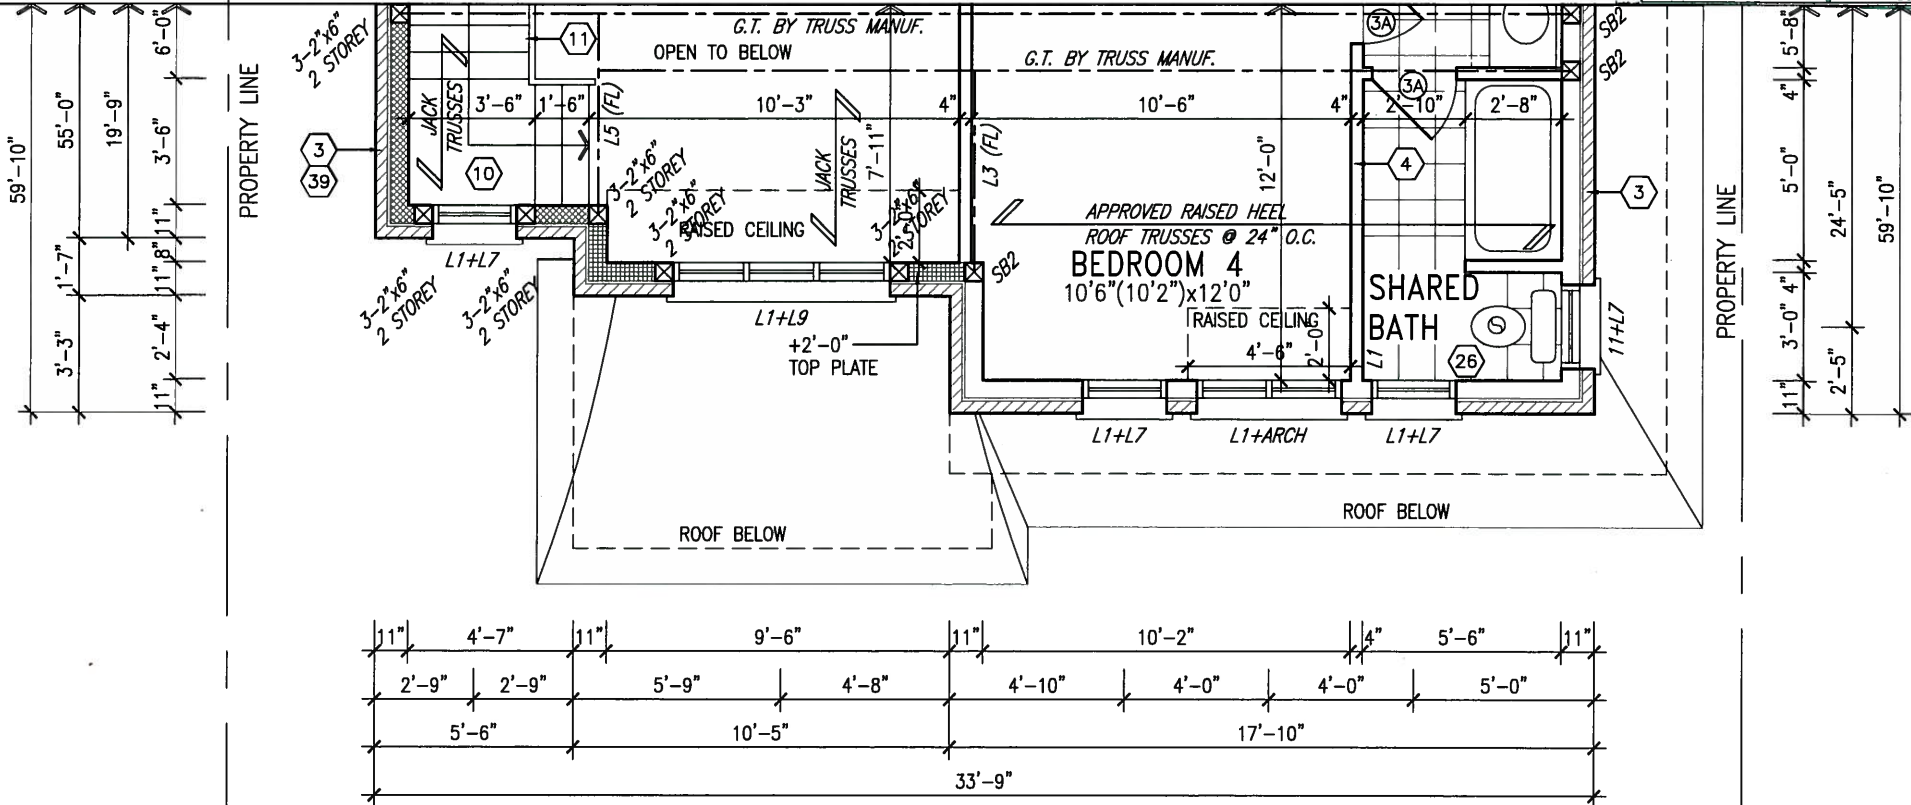 3-2"x6"
2 STOREY
11
G.T. BY TRUSS MANUF.
OPEN TO BELOW
G.T. BY TRUSS MANUF.
3A
3A
SB2
SB2
6'-0"
5'-8"
59'-10"
55'-0"
19'-9"
3'-6"
PROPERTY LINE
3
39
JACK
TRUSSES
3'-6"
1'-6"
L5 (FL)
10'-3"
4"
10'-6"
4"
2'-10"
2'-8"
4"
10
3-2"x6"
2 STOREY
3-2"x6"
2 STOREY
JACK
TRUSSES
7'-11"
3-2"x6"
2 STOREY
2'-0"
L3 (FL)
12'-0"
4
3
5'-0"
24'-5"
59'-10"
PROPERTY LINE
RAISED CEILING
APPROVED RAISED HEEL
ROOF TRUSSES @ 24" O.C.
11"
8"
11"
1'-7"
L1+L7
3-2"x6"
2 STOREY
3-2"x6"
2 STOREY
SB2
BEDROOM 4
10'6"(10'2")x12'0"
SHARED
BATH
L1+L9
+2'-0"
TOP PLATE
RAISED CEILING
2'-0"
4'-6"
L1
26
11+L7
4"
3'-0"
2'-5"
11"
3'-3"
2'-4"
11"
L1+L7
L1+ARCH
L1+L7
ROOF BELOW
ROOF BELOW
11"
4'-7"
11"
9'-6"
11"
10'-2"
4"
5'-6"
11"
2'-9"
2'-9"
5'-9"
4'-8"
4'-10"
4'-0"
4'-0"
5'-0"
5'-6"
10'-5"
17'-10"
33'-9"